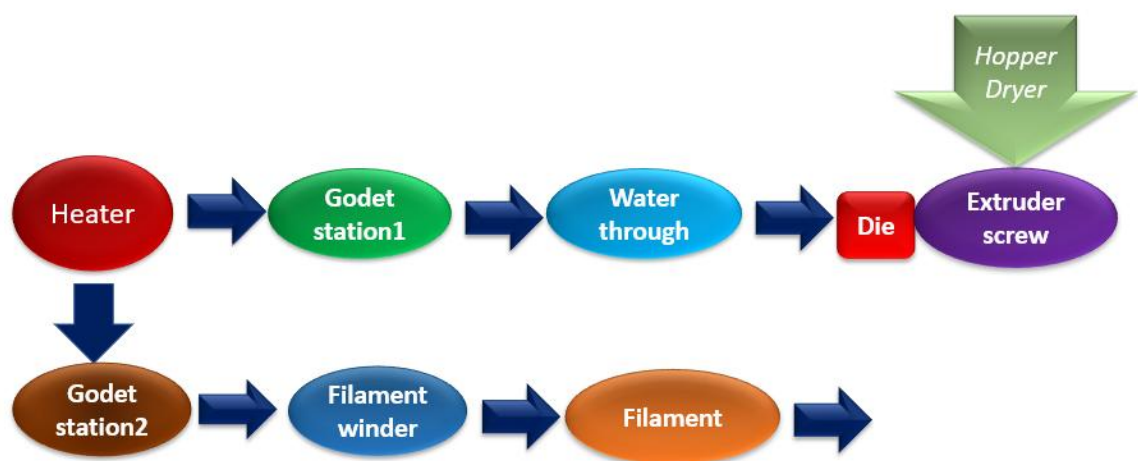 Hopper
Dryer
Heater
Godet
station1
Water
through
Die
Extruder
screw
Godet
station2
Filament
winder
Filament